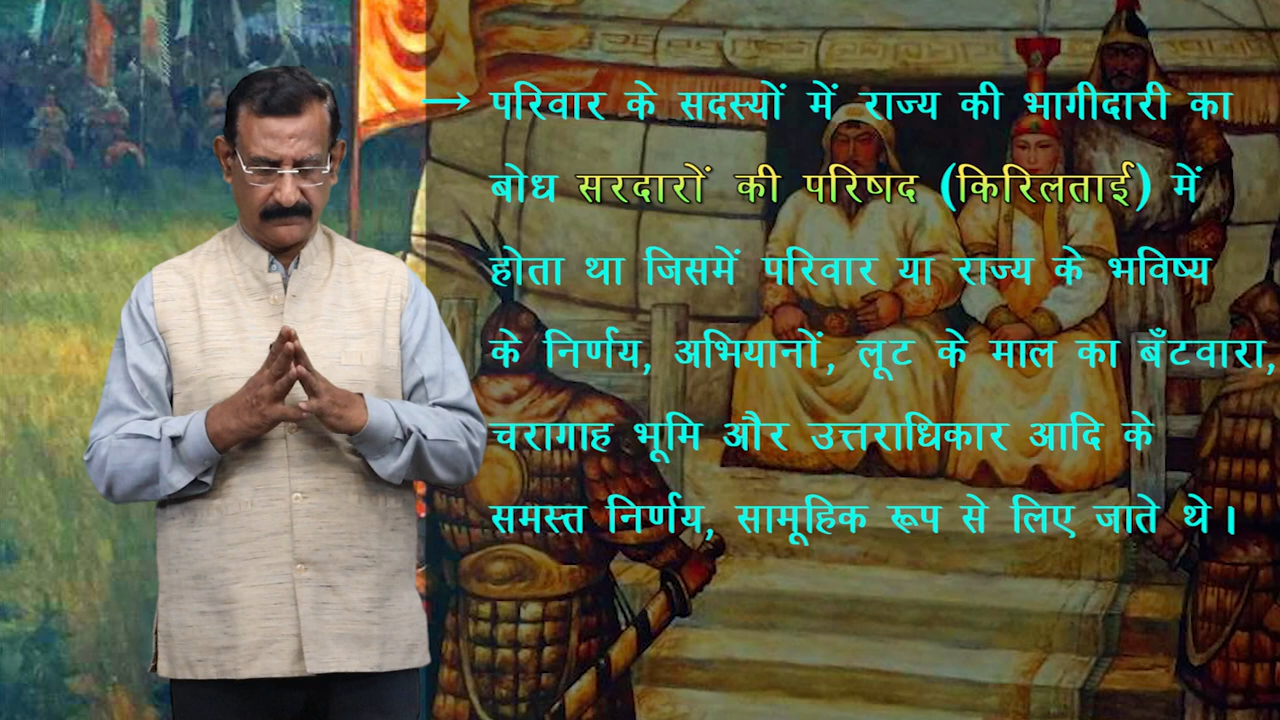 → परिवार के सदस्यों में राज्य की भागीदारी का
बोध सरदारों की परिषद (किरिलताई) में
होता था जिसमें परिवार या राज्य के भविष्य
के निर्णय, अभियानों, लूट के माल का बँटवारा,
चरागाह भूमि और उत्तराधिकार आदि के
समस्त निर्णय, सामूहिक रूप से लिए जाते थे।